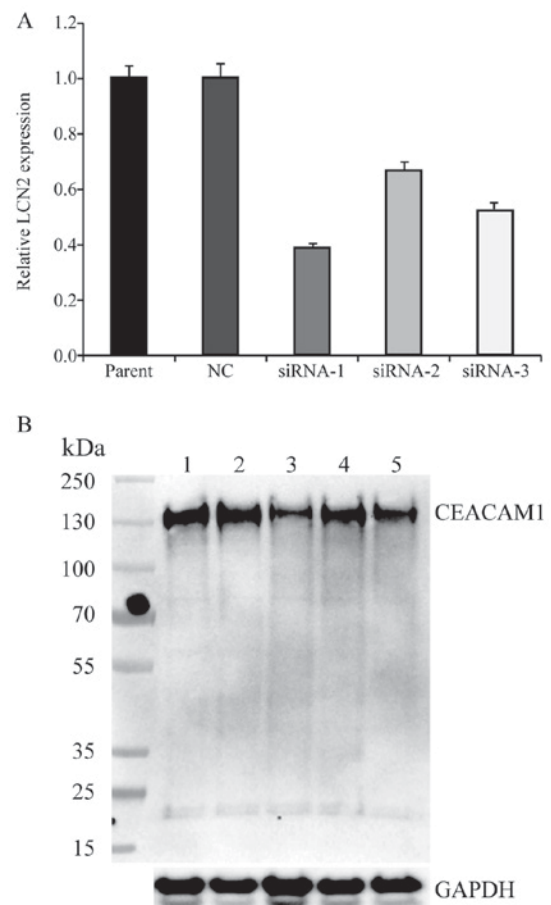 A
1.2
1.0
0.8
0.6
0.4
0.2
0.0
Relative LCN2 expression
Parent NC siRNA-1 siRNA-2 siRNA-3
B
kDa
1 2 3 4 5
250
130
CEACAM1
100
70
55
35
25
15
GAPDH